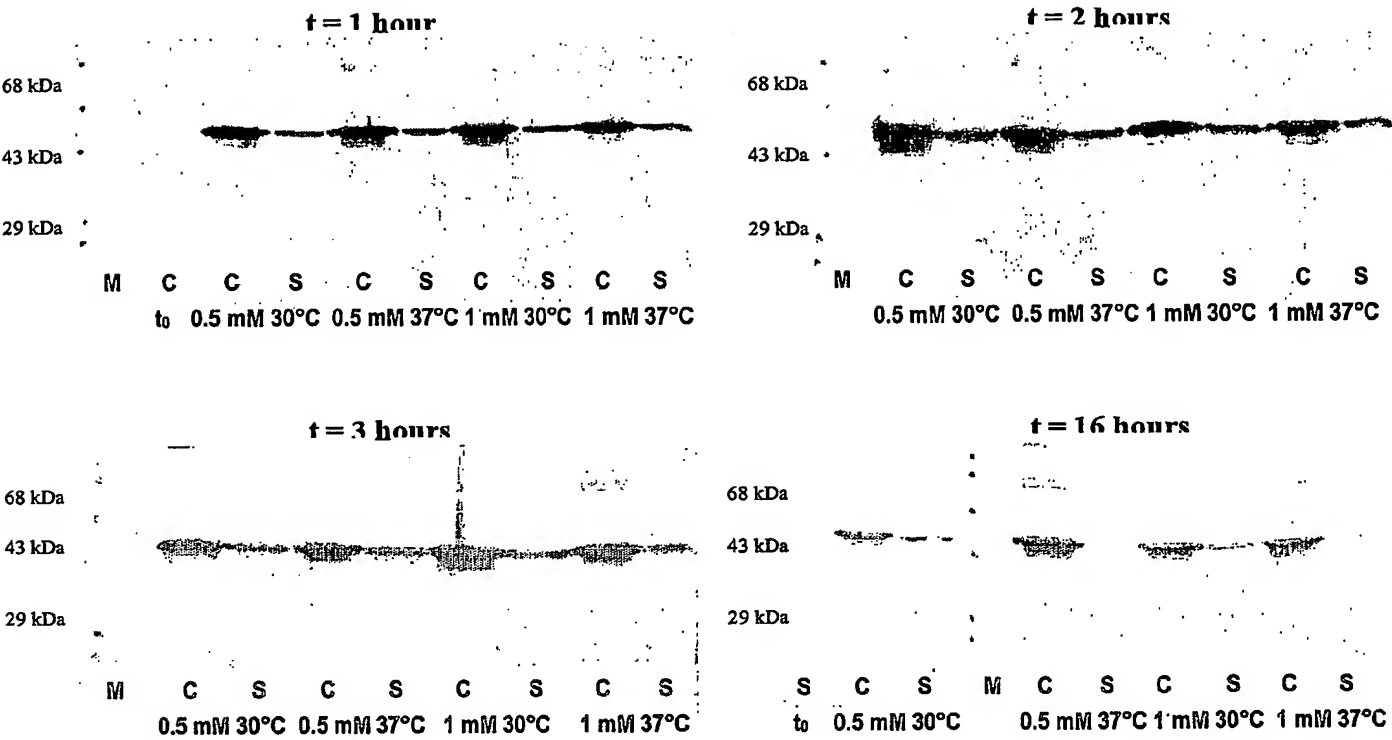 t = 1 hour
68 kDa
43 kDa
29 kDa
M C C S C S C S C S
t₀ 0.5 mM 30°C 0.5 mM 37°C 1 mM 30°C 1 mM 37°C
t = 2 hours
68 kDa
43 kDa
29 kDa
M C S C S C S C S
0.5 mM 30°C 0.5 mM 37°C 1 mM 30°C 1 mM 37°C
t = 3 hours
68 kDa
43 kDa
29 kDa
M C S C S C S C S
0.5 mM 30°C 0.5 mM 37°C 1 mM 30°C 1 mM 37°C
t = 16 hours
68 kDa
43 kDa
29 kDa
S C S M C S C S C S
t₀ 0.5 mM 30°C 0.5 mM 37°C 1 mM 30°C 1 mM 37°C